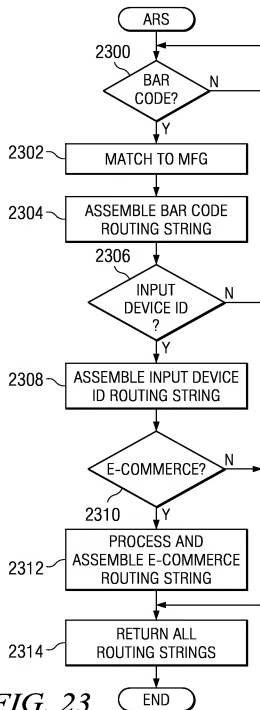 ARS
2300
BAR
CODE?
N
Y
2302
MATCH TO MFG
2304
ASSEMBLE BAR CODE
ROUTING STRING
2306
INPUT
DEVICE ID
?
N
Y
2308
ASSEMBLE INPUT DEVICE
ID ROUTING STRING
E-COMMERCE?
N
2310
Y
2312
PROCESS AND
ASSEMBLE E-COMMERCE
ROUTING STRING
2314
RETURN ALL
ROUTING STRINGS
FIG. 23
END